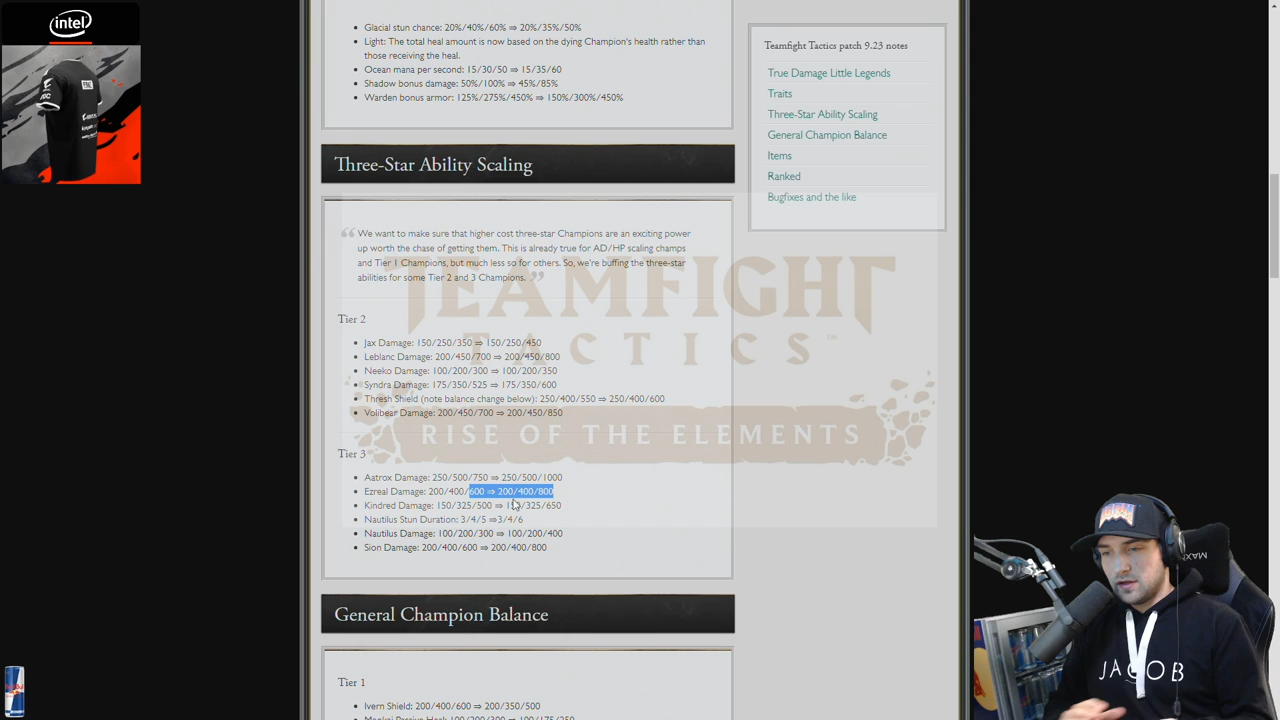 intel
Glacial stun chance: 20%/40%/60% ⇒ 20%/35%/50%
Light: The total heal amount is now based on the dying Champion's health rather than
those receiving the heal.
Ocean mana per second: 15/30/50 ⇒ 15/35/60
Shadow bonus damage: 50%/100% ⇒ 45%/85%
Warden bonus armor: 125%/275%/450% ⇒ 150%/300%/450%
Teamfight Tactics patch 9.23 notes
True Damage Little Legends
Traits
Three-Star Ability Scaling
General Champion Balance
Items
Ranked
Bugfixes and the like
Three-Star Ability Scaling
“ We want to make sure that higher cost three-star Champions are an exciting power
up worth the chase of getting them. This is already true for AD/HP scaling champs
and Tier 1 Champions, but much less so for others. So, we're buffing the three-star
abilities for some Tier 2 and 3 Champions. ”
TEAMFIGHT
TACTICS™
RISE OF THE ELEMENTS
Tier 2
Jax Damage: 150/250/350 ⇒ 150/250/450
Leblanc Damage: 200/450/700 ⇒ 200/450/800
Neeko Damage: 100/200/300 ⇒ 100/200/350
Syndra Damage: 175/350/525 ⇒ 175/350/600
Thresh Shield (note balance change below): 250/400/550 ⇒ 250/400/600
Volibear Damage: 200/450/700 ⇒ 200/450/850
Tier 3
Aatrox Damage: 250/500/750 ⇒ 250/500/1000
Ezreal Damage: 200/400/600 ⇒ 200/400/800
Kindred Damage: 150/325/500 ⇒ 150/325/650
Nautilus Stun Duration: 3/4/5 ⇒3/4/6
Nautilus Damage: 100/200/300 ⇒ 100/200/400
Sion Damage: 200/400/600 ⇒ 200/400/800
General Champion Balance
Tier 1
Ivern Shield: 200/400/600 ⇒ 200/350/500
JACOB